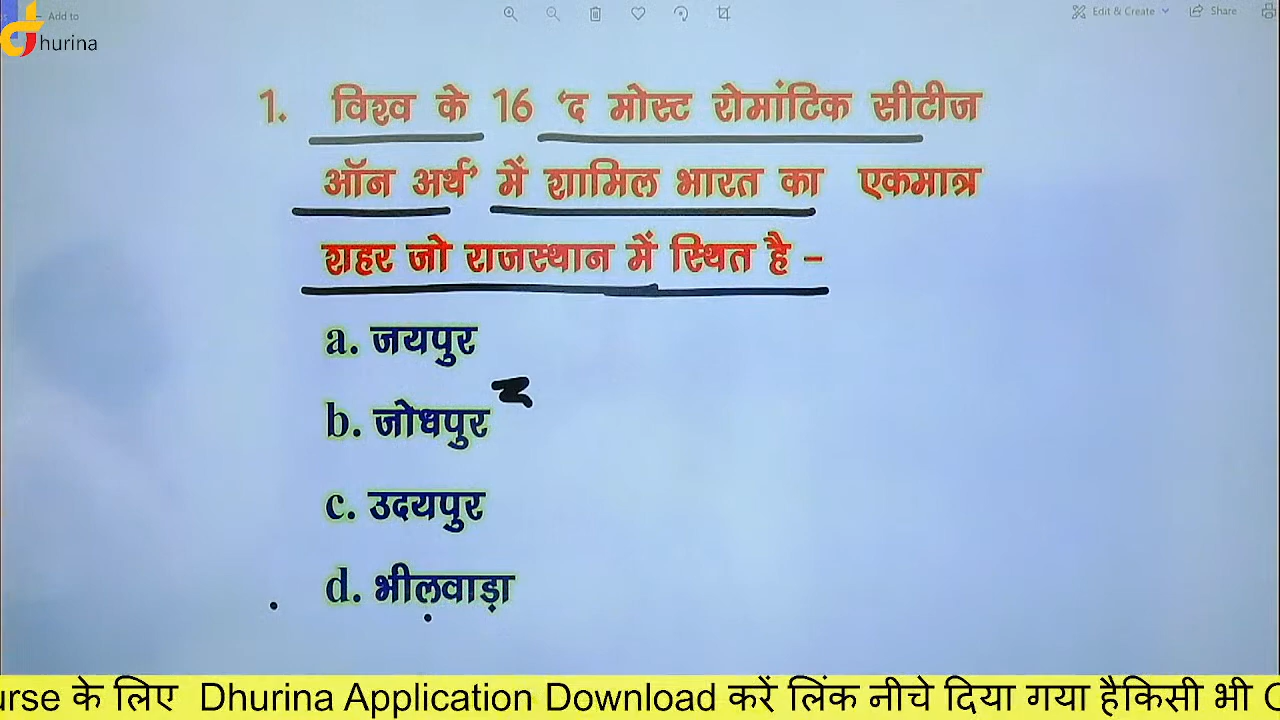 Add to
Edit & Create
Share
hurina
1. विश्व के 16 ‘द मोस्ट रोमांटिक सीटीज
ऑन अर्थ’ में शामिल भारत का एकमात्र
शहर जो राजस्थान में स्थित है –
a. जयपुर
b. जोधपुर
c. उदयपुर
d. भीलवाड़ा
urse के लिए Dhurina Application Download करें लिंक नीचे दिया गया हैकिसी भी